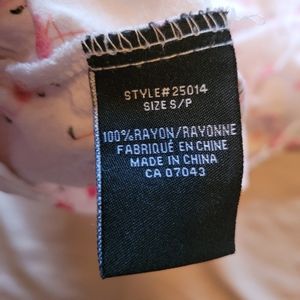 STYLE#25014
SIZE S/P
100%RAYON/RAYONNE
FABRIQUÉ EN CHINE
MADE IN CHINA
CA 07043